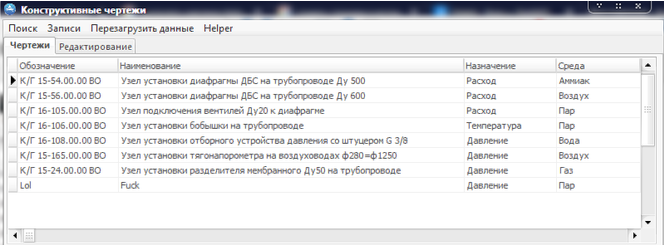 Конструктивные чертежи
Поиск Записи Перезагрузить данные Helper
Чертежи Редактирование
Обозначение Наименование Назначение Среда
К/Г 15-54.00.00 ВО Узел установки диафрагмы ДБС на трубопроводе Ду 500 Расход Аммиак
К/Г 15-56.00.00 ВО Узел установки диафрагмы ДБС на трубопроводе Ду 600 Расход Воздух
К/Г 16-105.00.00 ВО Узел подключения вентилей Ду20 к диафрагме Расход Пар
К/Г 16-106.00.00 ВО Узел установки бобышки на трубопроводе Температура Пар
К/Г 16-108.00.00 ВО Узел установки отборного устройства давления со штуцером G 3/8 Давление Вода
К/Г 15-165.00.00 ВО Узел установки тягонапорометра на воздуховодах ф280=ф1250 Давление Воздух
К/Г 15-24.00.00 ВО Узел установки разделителя мембранного Ду50 на трубопроводе Давление Газ
Lol Fuck Давление Пар